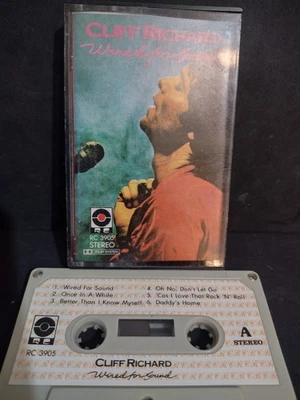 CLIFF RICHARD
Wired for Sound
RC 3905
STEREO
DOLBY SYSTEM
1. Wired For Sound
2. Once In A While
3. Better Than I Know Myself
4. Oh No, Don't Let Go
5. 'Cos I Love That Rock 'N' Roll
6. Daddy's Home
A
STEREO
RC 3905
CLIFF RICHARD
Wired for Sound